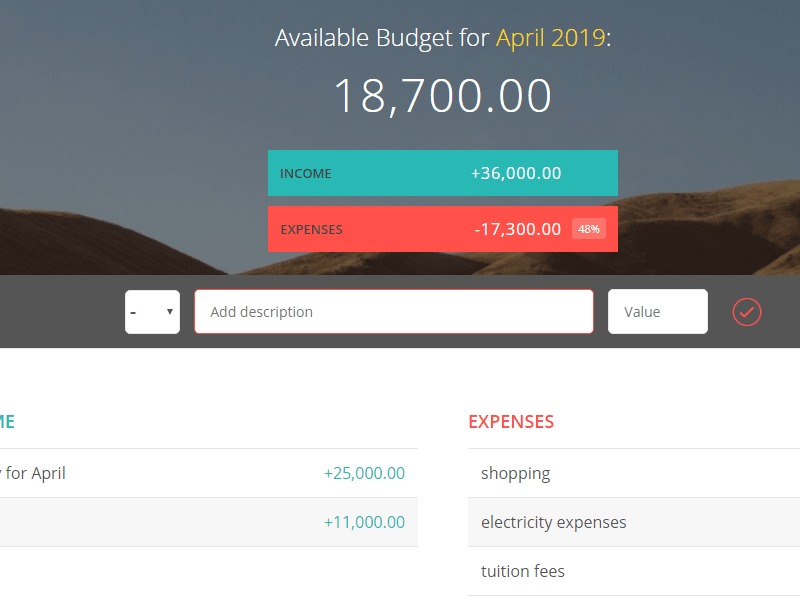 Available Budget for April 2019:
18,700.00
INCOME +36,000.00
EXPENSES -17,300.00 48%
- Add description Value
ME EXPENSES
for April +25,000.00 shopping
+11,000.00 electricity expenses
tuition fees